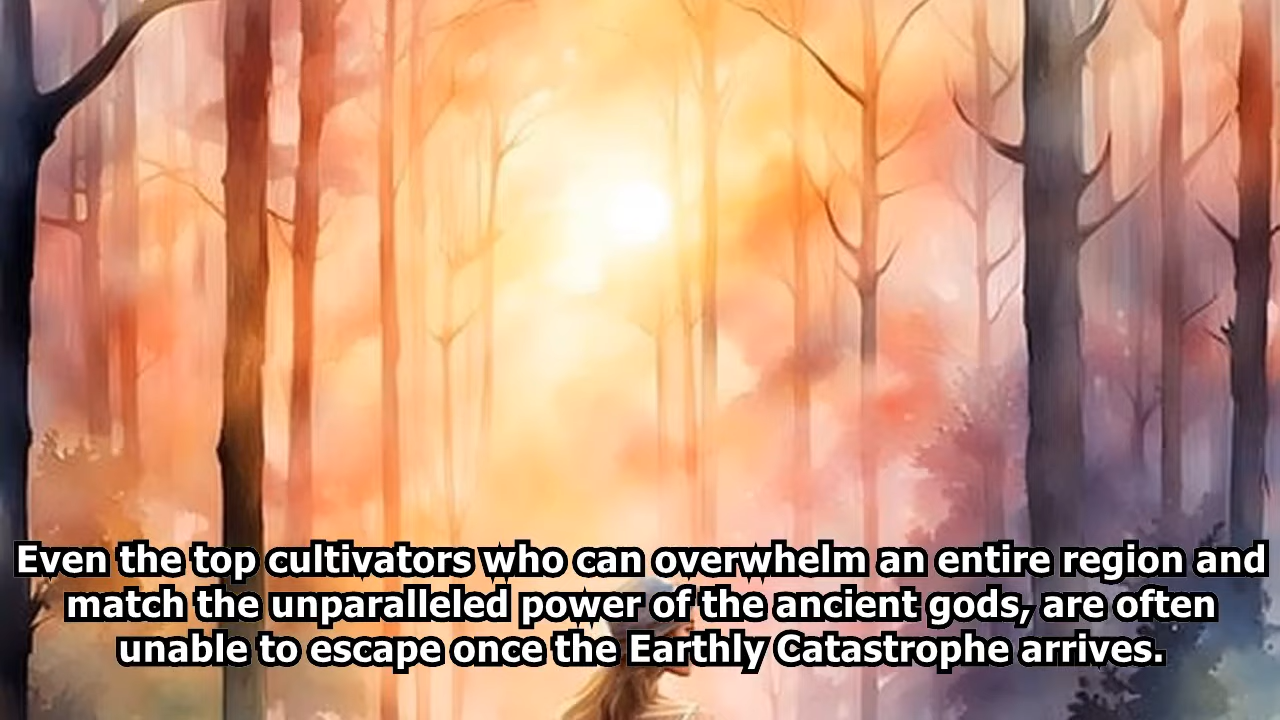 Even the top cultivators who can overwhelm an entire region and
match the unparalleled power of the ancient gods, are often
unable to escape once the Earthly Catastrophe arrives.